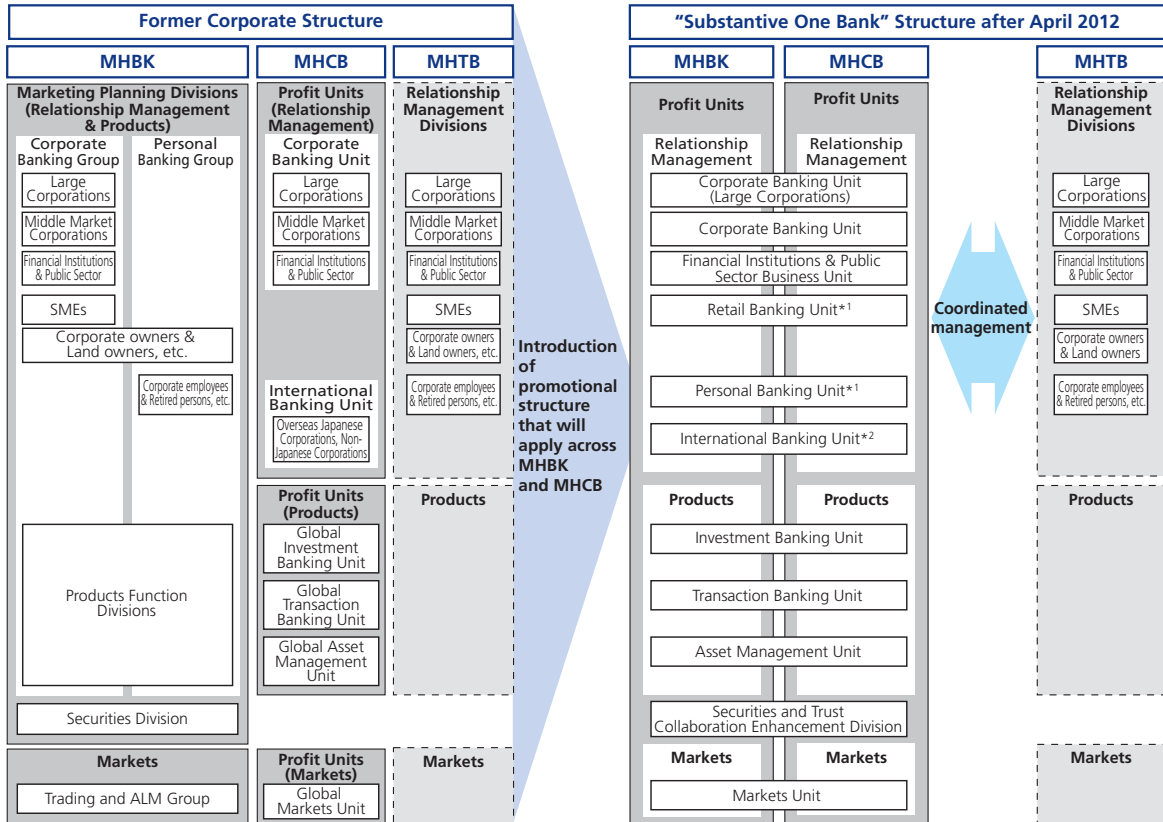 Former Corporate Structure
MHBK
Marketing Planning Divisions
(Relationship Management
& Products)
Corporate
Banking Group
Personal
Banking Group
Large
Corporations
Middle Market
Corporations
Financial Institutions
& Public Sector
SMEs
Corporate owners &
Land owners, etc.
Corporate employees
& Retired persons, etc.
Products Function
Divisions
Securities Division
Markets
Trading and ALM Group
MHCB
Profit Units
(Relationship
Management)
Corporate
Banking Unit
Large
Corporations
Middle Market
Corporations
Financial Institutions
& Public Sector
International
Banking Unit
Overseas Japanese
Corporations, Non-
Japanese Corporations
Profit Units
(Products)
Global
Investment
Banking Unit
Global
Transaction
Banking Unit
Global Asset
Management
Unit
Profit Units
(Markets)
Global
Markets Unit
MHTB
Relationship
Management
Divisions
Large
Corporations
Middle Market
Corporations
Financial Institutions
& Public Sector
SMEs
Corporate owners
& Land owners, etc.
Corporate employees
& Retired persons, etc.
Products
Markets
Introduction
of
promotional
structure
that will
apply across
MHBK
and MHCB
“Substantive One Bank” Structure after April 2012
MHBK
MHCB
Profit Units
Profit Units
Relationship
Management
Relationship
Management
Corporate Banking Unit
(Large Corporations)
Corporate Banking Unit
Financial Institutions & Public
Sector Business Unit
Retail Banking Unit*1
Personal Banking Unit*1
International Banking Unit*2
Products
Products
Investment Banking Unit
Transaction Banking Unit
Asset Management Unit
Securities and Trust
Collaboration Enhancement Division
Markets
Markets
Markets Unit
Coordinated
management
MHTB
Relationship
Management
Divisions
Large
Corporations
Middle Market
Corporations
Financial Institutions
& Public Sector
SMEs
Corporate owners
& Land owners
Corporate employees
& Retired persons, etc.
Products
Markets